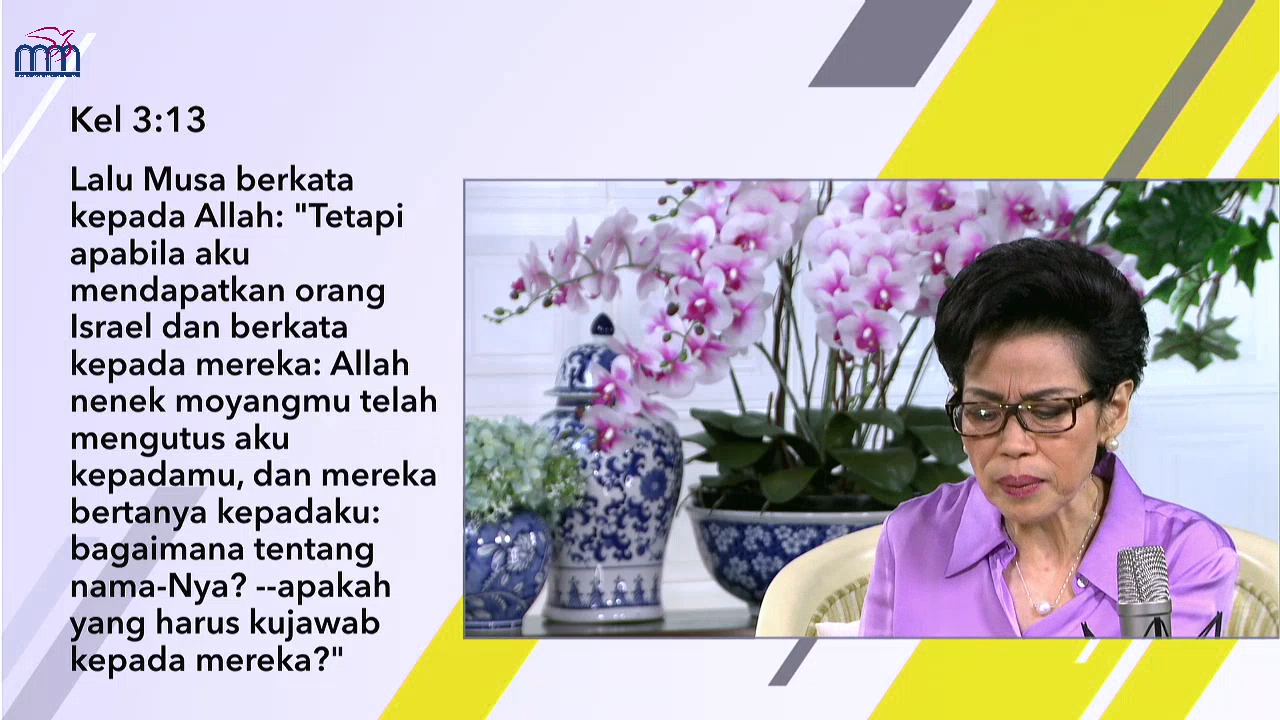 Kel 3:13
Lalu Musa berkata
kepada Allah: "Tetapi
apabila aku
mendapatkan orang
Israel dan berkata
kepada mereka: Allah
nenek moyangmu telah
mengutus aku
kepadamu, dan mereka
bertanya kepadaku:
bagaimana tentang
nama-Nya? --apakah
yang harus kujawab
kepada mereka?"